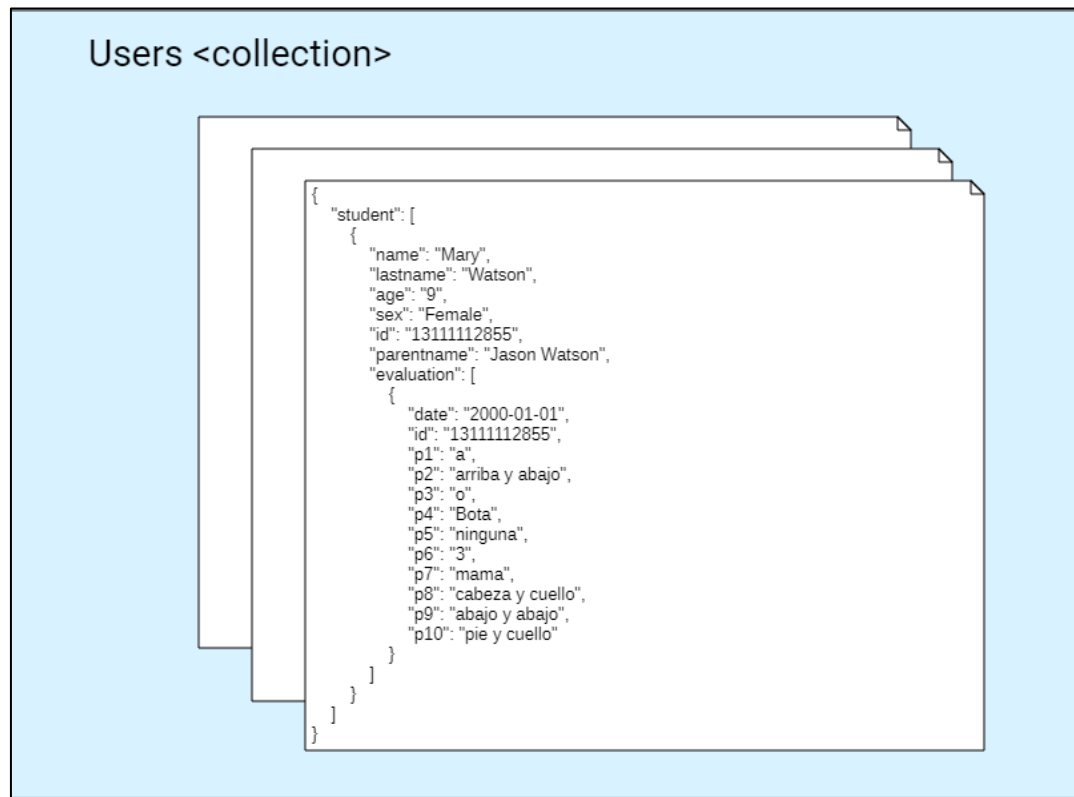 Users <collection>
{
"student": [
{
"name": "Mary",
"lastname": "Watson",
"age": "9",
"sex": "Female",
"id": "13111112855",
"parentname": "Jason Watson",
"evaluation": [
{
"date": "2000-01-01",
"id": "13111112855",
"p1": "a",
"p2": "arriba y abajo",
"p3": "o",
"p4": "Bota",
"p5": "ninguna",
"p6": "3",
"p7": "mama",
"p8": "cabeza y cuello",
"p9": "abajo y abajo",
"p10": "pie y cuello"
}
]
}
]
}